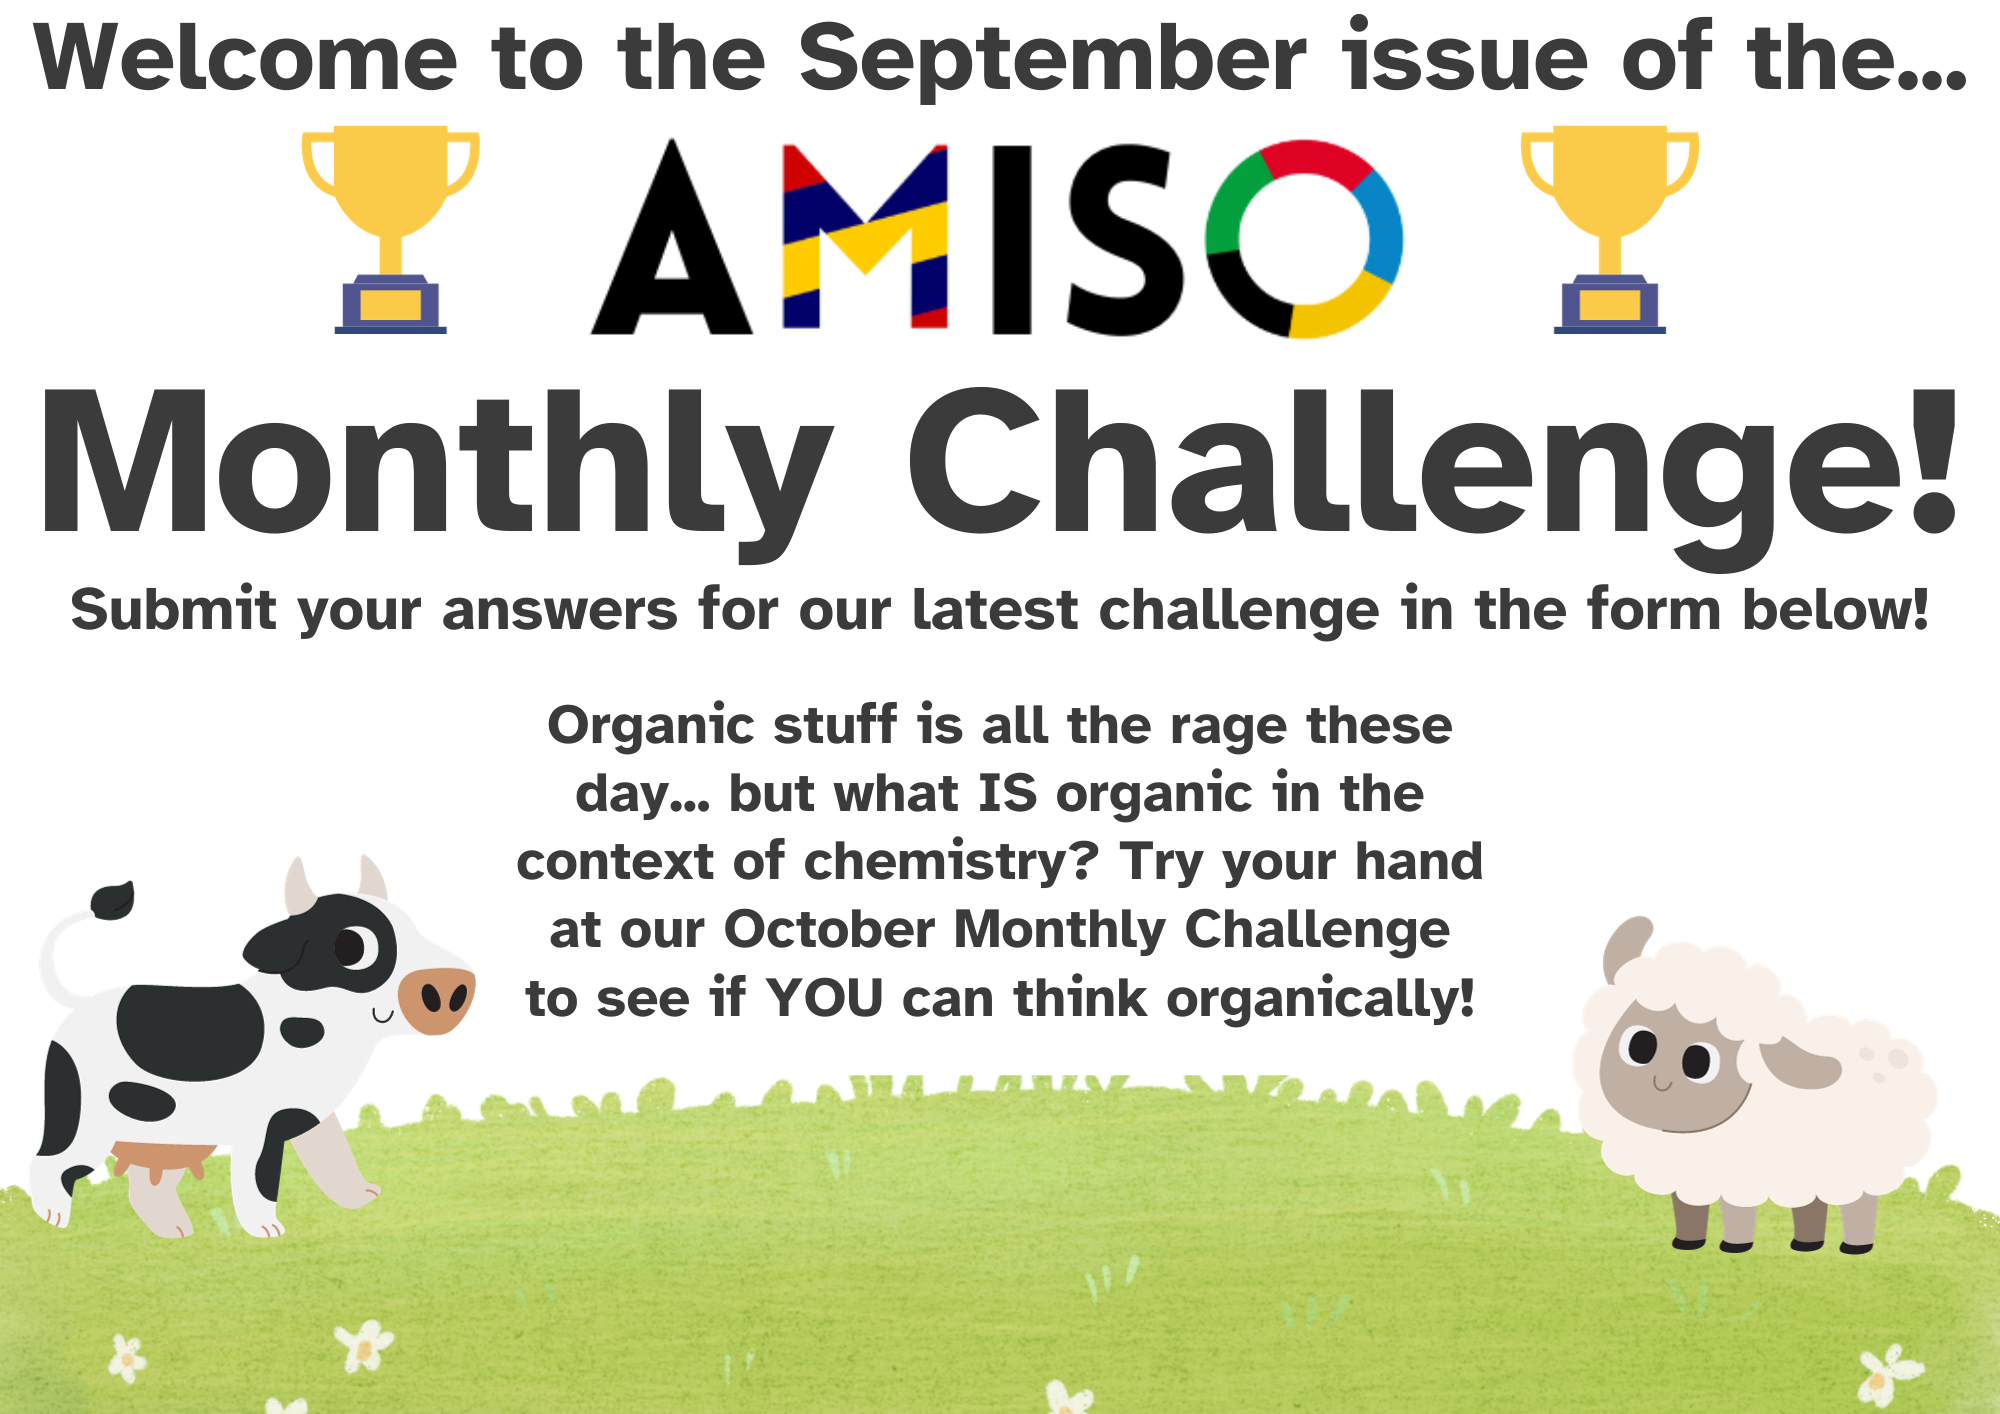 Welcome to the September issue of the...
AMISO
Monthly Challenge!
Submit your answers for our latest challenge in the form below!
Organic stuff is all the rage these
day... but what IS organic in the
context of chemistry? Try your hand
at our October Monthly Challenge
to see if YOU can think organically!